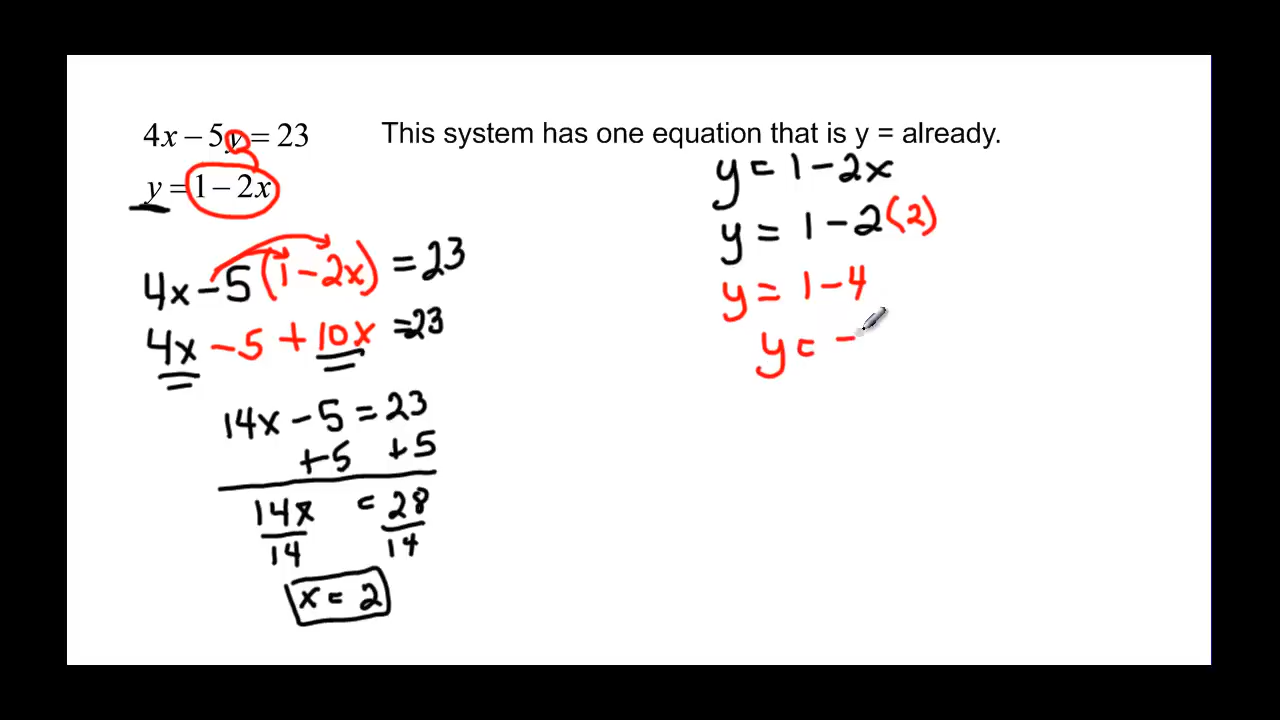 4x − 5y = 23
This system has one equation that is y = already.
y = 1 − 2x
4x − 5(1 − 2x) = 23
4x − 5 + 10x = 23
14x − 5 = 23
+5 +5
14x = 28
14 14
x = 2
y = 1 − 2x
y = 1 − 2(2)
y = 1 − 4
y = −